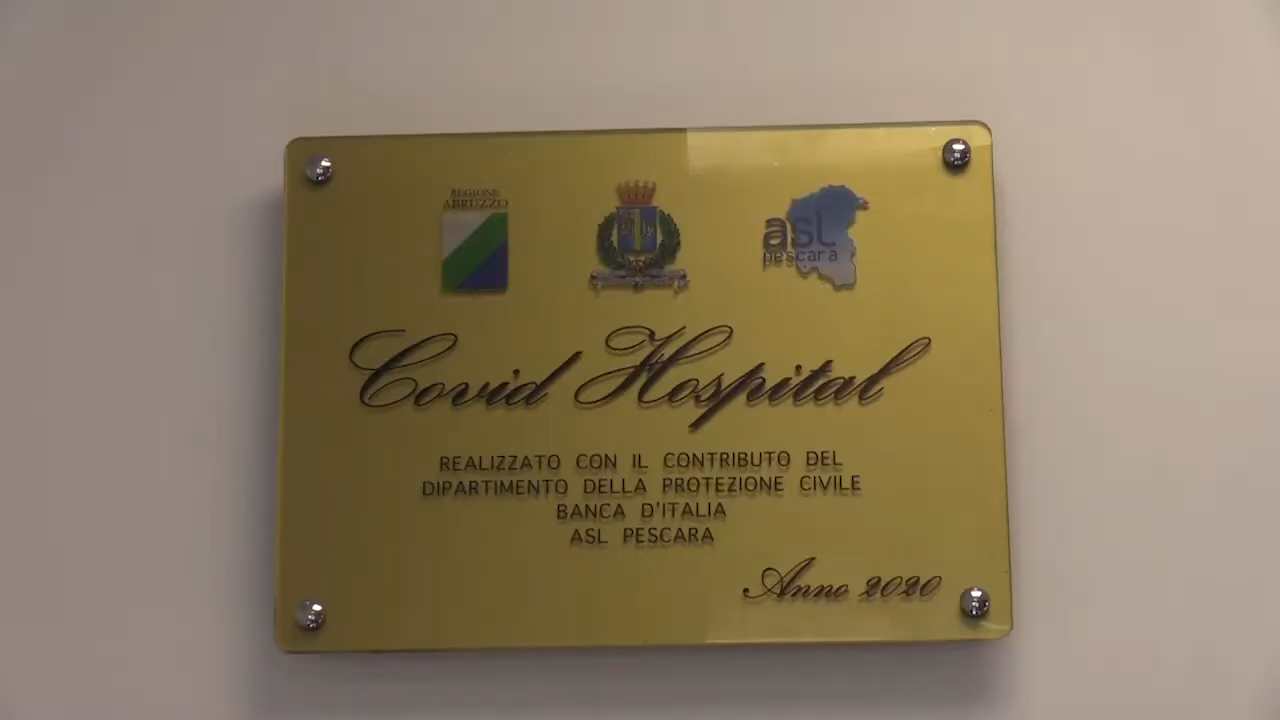 REGIONE
ABRUZZO
asl
pescara
Covid Hospital
REALIZZATO CON IL CONTRIBUTO DEL
DIPARTIMENTO DELLA PROTEZIONE CIVILE
BANCA D'ITALIA
ASL PESCARA
Anno 2020